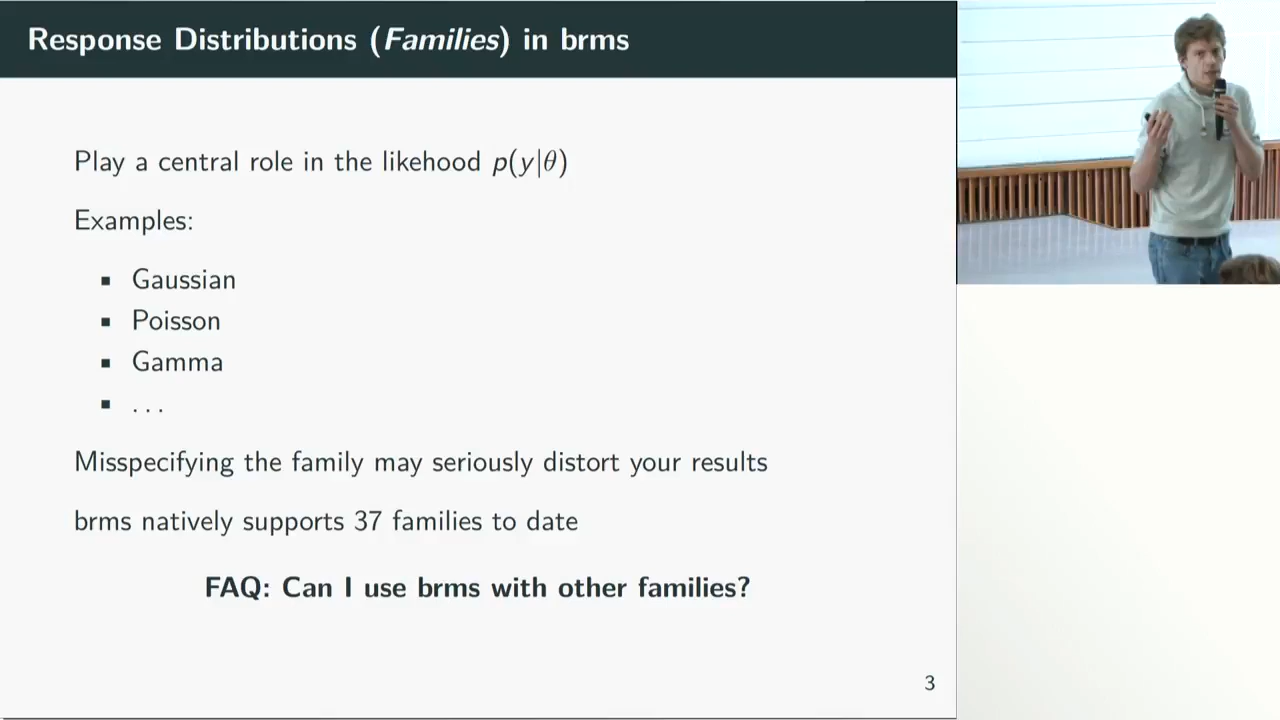 Response Distributions (Families) in brms
Play a central role in the likehood p(y|θ)
Examples:
▪ Gaussian
▪ Poisson
▪ Gamma
▪ . . .
Misspecifying the family may seriously distort your results
brms natively supports 37 families to date
FAQ: Can I use brms with other families?
3